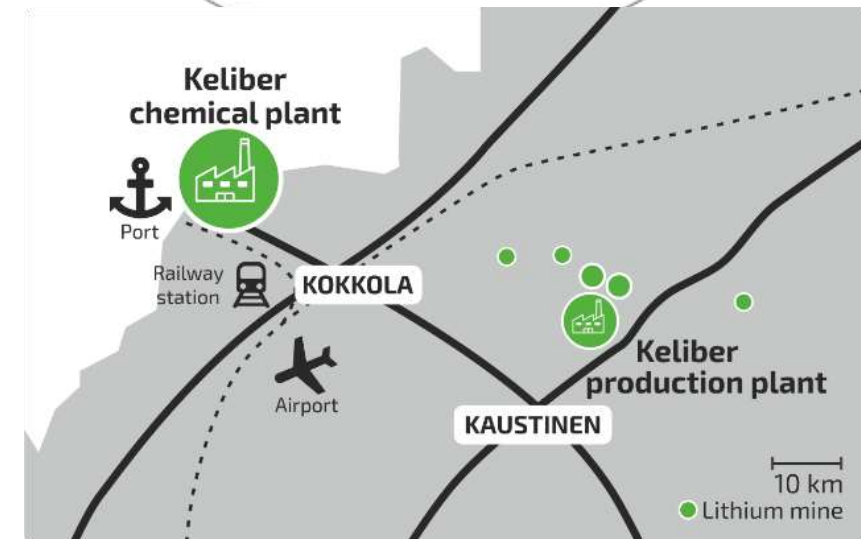 Keliber
chemical plant
Port
Railway
station
KOKKOLA
Airport
Keliber
production plant
KAUSTINEN
10 km
Lithium mine